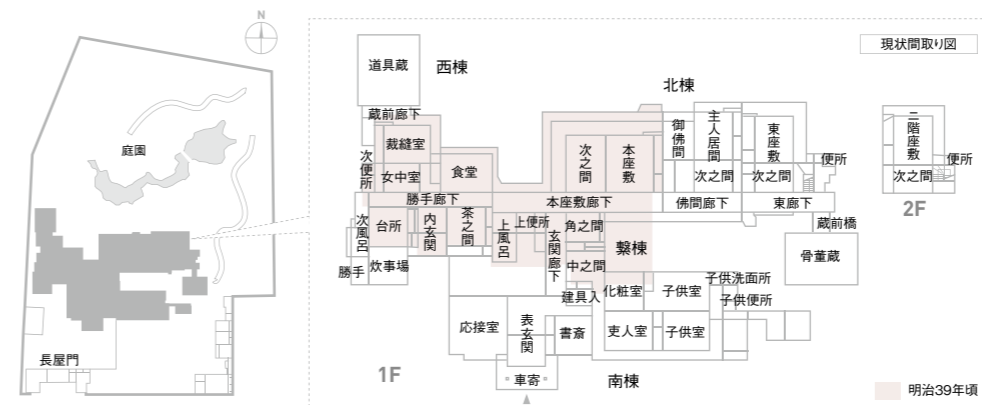 N
現状間取り図
庭園
長屋門
道具蔵
西棟
北棟
蔵前廊下
裁縫室
次便所
女中室
食堂
次之間
本座敷
御佛間
主人居間
次之間
東座敷
次之間
便所
二階座敷
次之間
便所
2F
勝手廊下
本座敷廊下
佛間廊下
東廊下
次風呂
台所
内玄関
茶之間
上風呂
上便所
玄関廊下
角之間
繋棟
蔵前橋
骨董蔵
勝手
炊事場
中之間
建具入
化粧室
子供室
子供洗面所
子供便所
応接室
表玄関
書斎
吏人室
子供室
車寄
1F
南棟
明治39年頃